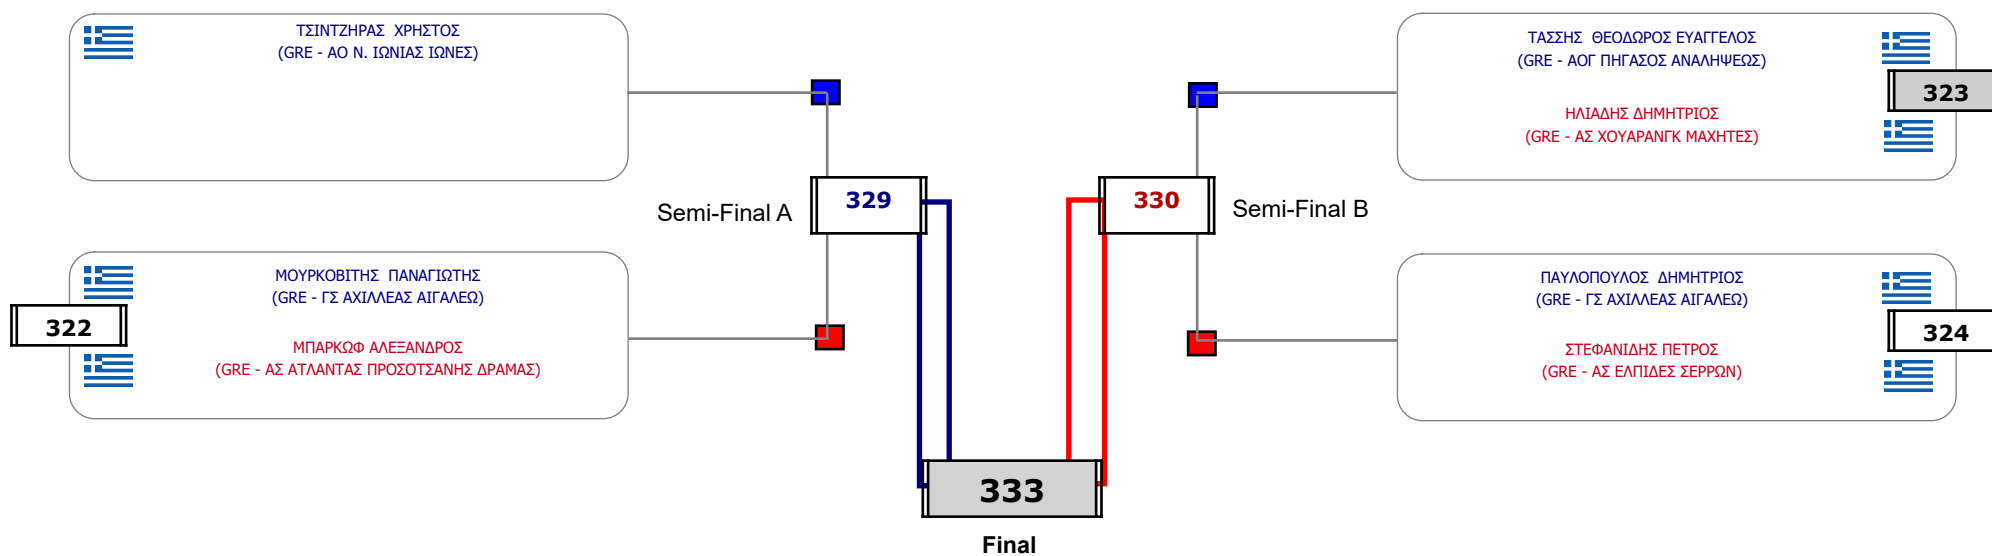 ΤΣΙΝΤΖΗΡΑΣ ΧΡΗΣΤΟΣ
(GRE - ΑΟ Ν. ΙΩΝΙΑΣ ΙΩΝΕΣ)
329
Semi-Final A
322
ΜΟΥΡΚΟΒΙΤΗΣ ΠΑΝΑΓΙΩΤΗΣ
(GRE - ΓΣ ΑΧΙΛΛΕΑΣ ΑΙΓΑΛΕΩ)
ΜΠΑΡΚΩΦ ΑΛΕΞΑΝΔΡΟΣ
(GRE - ΑΣ ΑΤΛΑΝΤΑΣ ΠΡΟΣΟΤΣΑΝΗΣ ΔΡΑΜΑΣ)
ΤΑΣΣΗΣ ΘΕΟΔΩΡΟΣ ΕΥΑΓΓΕΛΟΣ
(GRE - ΑΟΓ ΠΗΓΑΣΟΣ ΑΝΑΛΗΨΕΩΣ)
323
ΗΛΙΑΔΗΣ ΔΗΜΗΤΡΙΟΣ
(GRE - ΑΣ ΧΟΥΑΡΑΝΓΚ ΜΑΧΗΤΕΣ)
330
Semi-Final B
ΠΑΥΛΟΠΟΥΛΟΣ ΔΗΜΗΤΡΙΟΣ
(GRE - ΓΣ ΑΧΙΛΛΕΑΣ ΑΙΓΑΛΕΩ)
324
ΣΤΕΦΑΝΙΔΗΣ ΠΕΤΡΟΣ
(GRE - ΑΣ ΕΛΠΙΔΕΣ ΣΕΡΡΩΝ)
333
Final